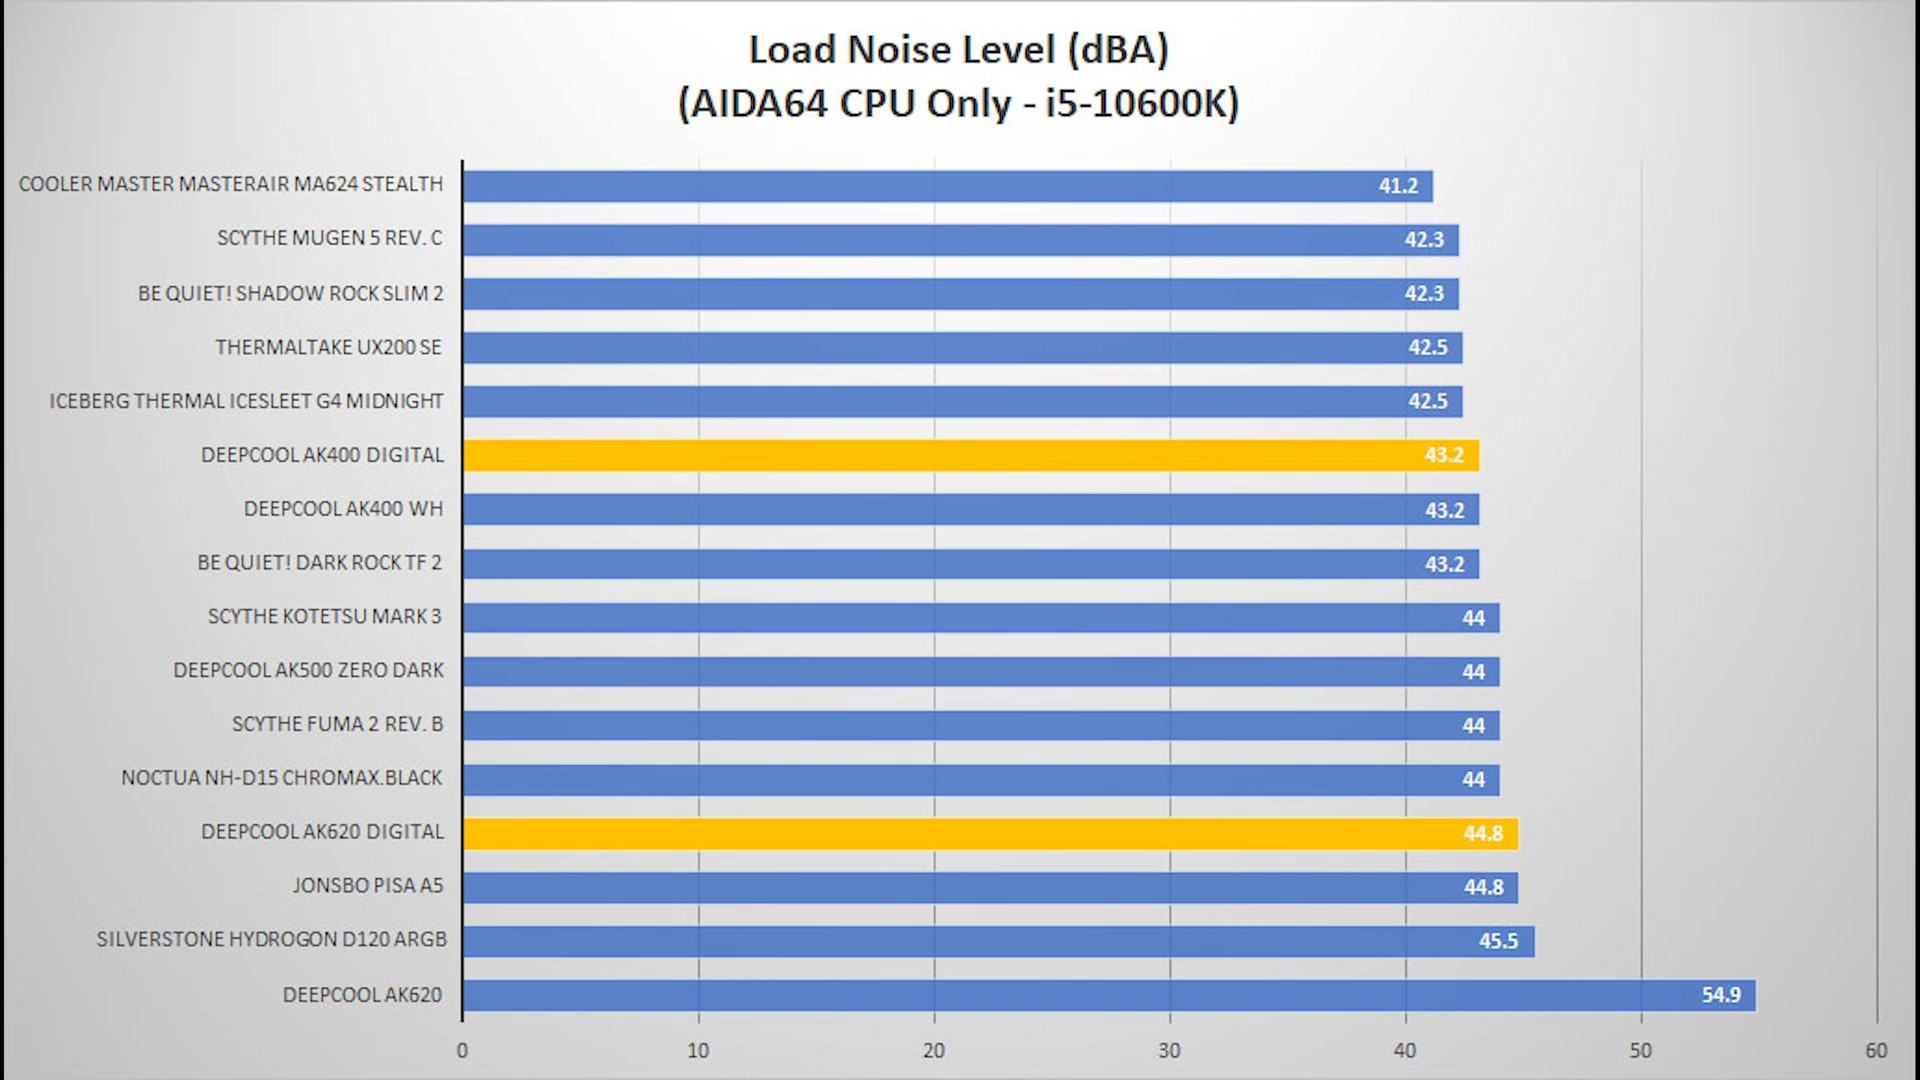 Load Noise Level (dBA)
(AIDA64 CPU Only - i5-10600K)
COOLER MASTER MASTERAIR MA624 STEALTH 41.2
SCYTHE MUGEN 5 REV. C 42.3
BE QUIET! SHADOW ROCK SLIM 2 42.3
THERMALTAKE UX200 SE 42.5
ICEBERG THERMAL ICESLEET G4 MIDNIGHT 42.5
DEEPCOOL AK400 DIGITAL 43.2
DEEPCOOL AK400 WH 43.2
BE QUIET! DARK ROCK TF 2 43.2
SCYTHE KOTETSU MARK 3 44
DEEPCOOL AK500 ZERO DARK 44
SCYTHE FUMA 2 REV. B 44
NOCTUA NH-D15 CHROMAX.BLACK 44
DEEPCOOL AK620 DIGITAL 44.8
JONSBO PISA A5 44.8
SILVERSTONE HYDROGON D120 ARGB 45.5
DEEPCOOL AK620 54.9
0 10 20 30 40 50 60